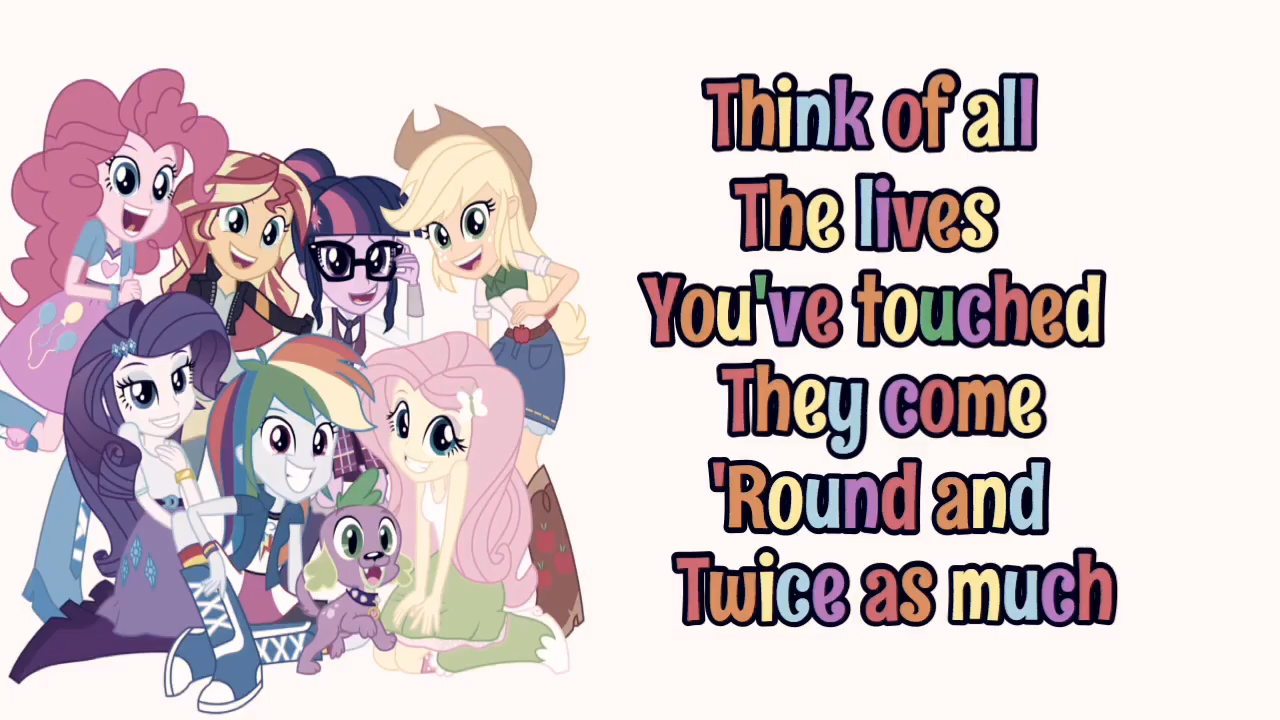 Think of all
The lives
You've touched
They come
'Round and
Twice as much